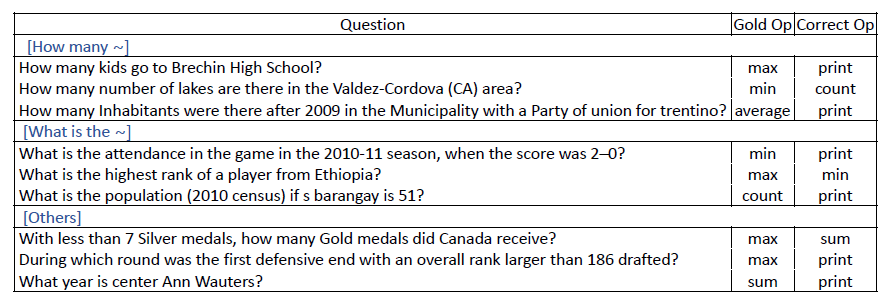 Question Gold Op Correct Op
[How many ~]
How many kids go to Brechin High School? max print
How many number of lakes are there in the Valdez-Cordova (CA) area? min count
How many Inhabitants were there after 2009 in the Municipality with a Party of union for trentino? average print
[What is the ~]
What is the attendance in the game in the 2010-11 season, when the score was 2–0? min print
What is the highest rank of a player from Ethiopia? max min
What is the population (2010 census) if s barangay is 51? count print
[Others]
With less than 7 Silver medals, how many Gold medals did Canada receive? max sum
During which round was the first defensive end with an overall rank larger than 186 drafted? max print
What year is center Ann Wauters? sum print